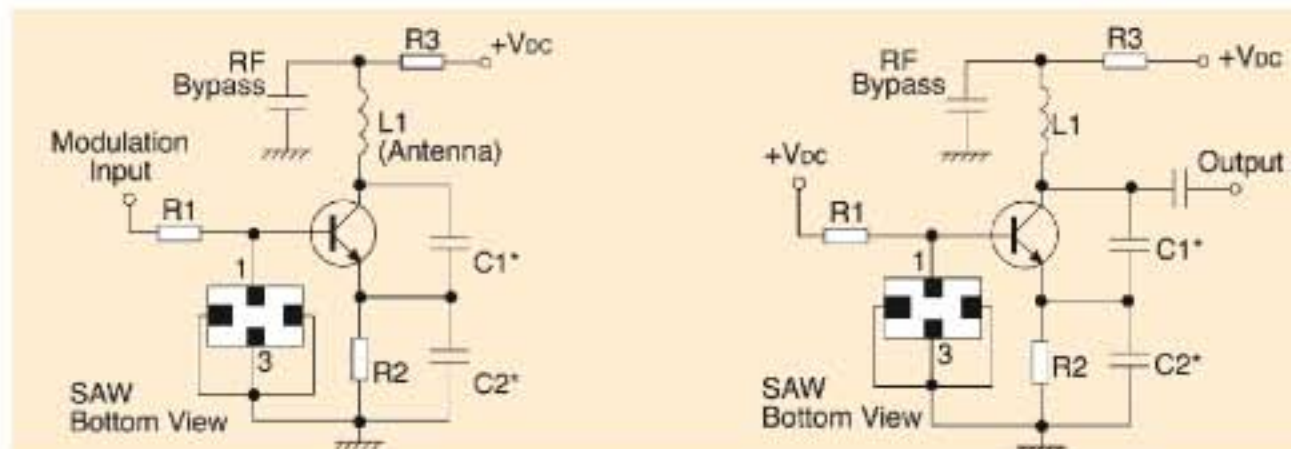 RF
Bypass
R3
+VDC
L1
(Antenna)
Modulation
Input
R1
1
3
C1*
R2
C2*
SAW
Bottom View
RF
Bypass
R3
+VDC
L1
+VDC
Output
R1
1
3
C1*
R2
C2*
SAW
Bottom View